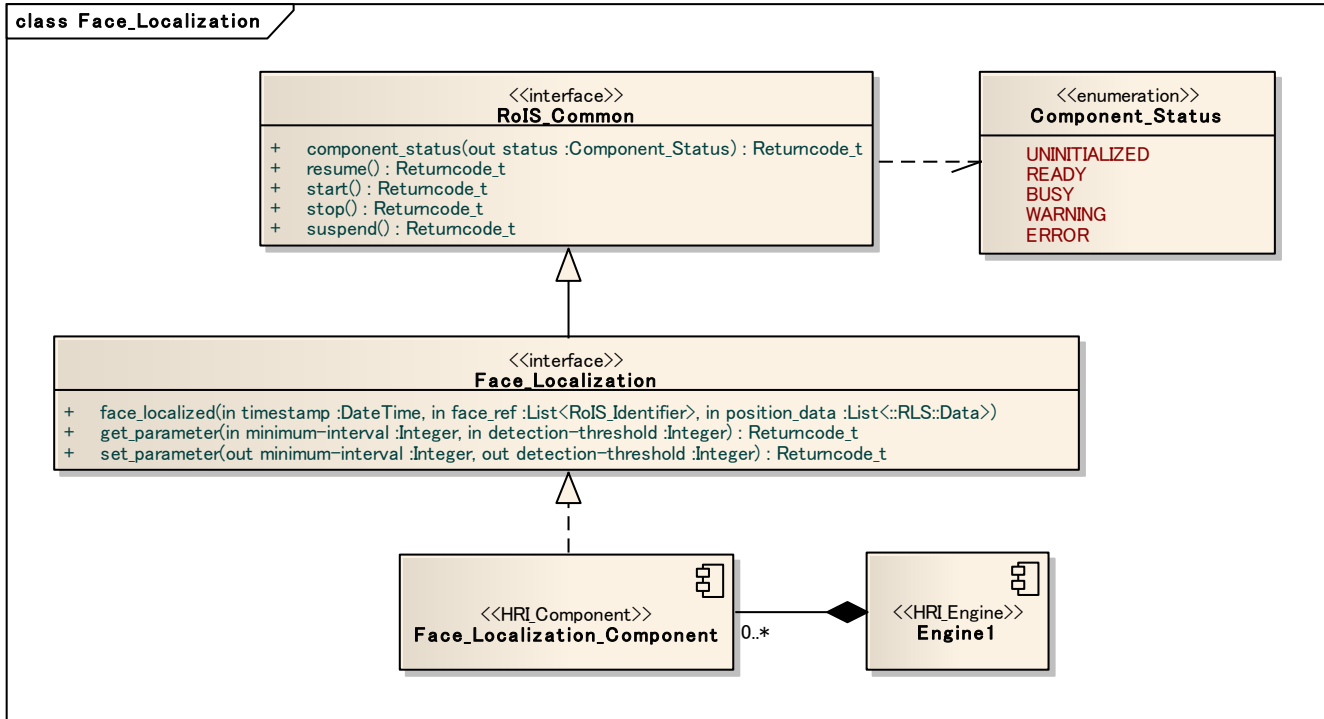 class Face_Localization
<<interface>>
RoIS_Common
+ component_status(out status :Component_Status) : Returncode_t
+ resume() : Returncode_t
+ start() : Returncode_t
+ stop() : Returncode_t
+ suspend() : Returncode_t
<<enumeration>>
Component_Status
UNINITIALIZED
READY
BUSY
WARNING
ERROR
<<interface>>
Face_Localization
+ face_localized(in timestamp :DateTime, in face_ref :List<RoIS_Identifier>, in position_data :List<::RLS::Data>)
+ get_parameter(in minimum-interval :Integer, in detection-threshold :Integer) : Returncode_t
+ set_parameter(out minimum-interval :Integer, out detection-threshold :Integer) : Returncode_t
<<HRI_Component>>
Face_Localization_Component
0..*
<<HRI_Engine>>
Engine1